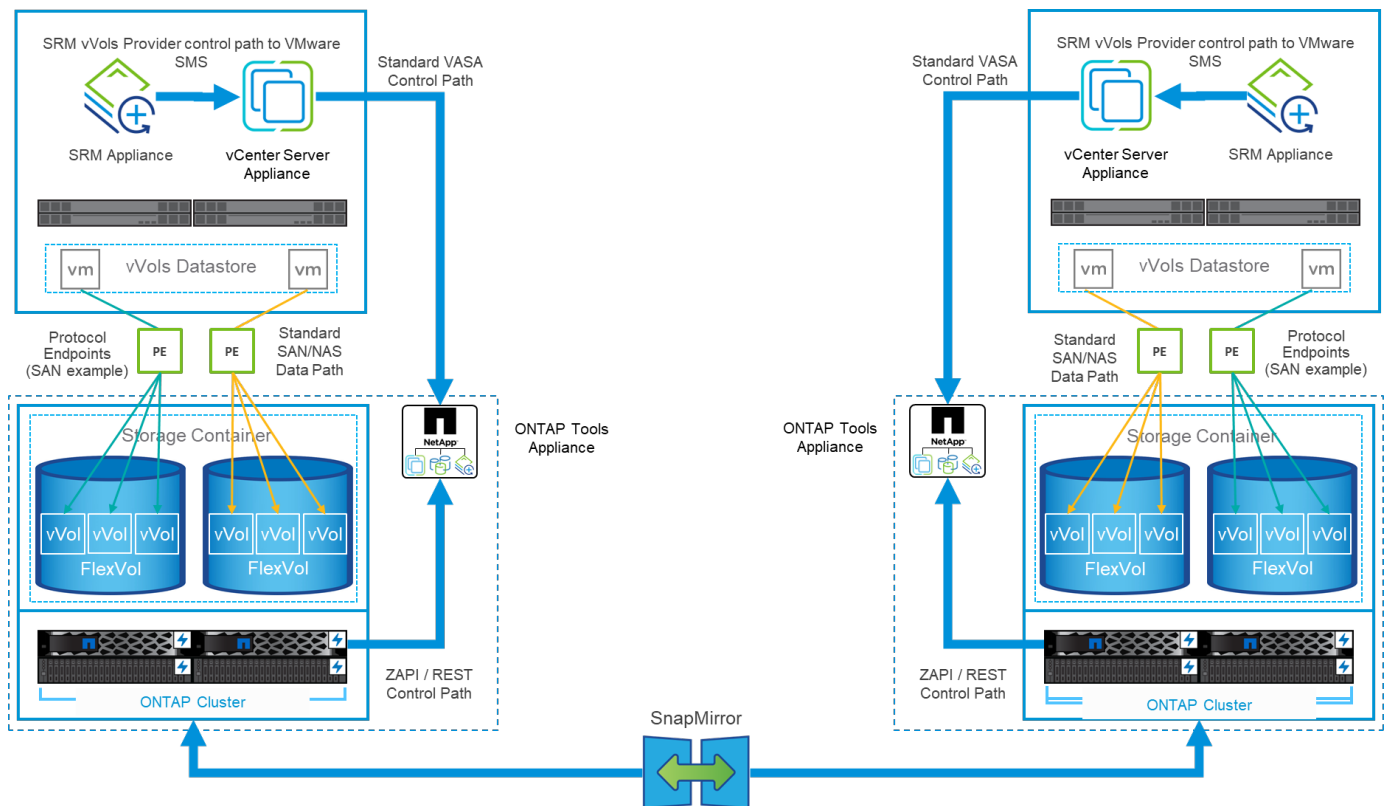 SRM vVols Provider control path to VMware
SMS
SRM Appliance
vCenter Server
Appliance
Standard VASA
Control Path
vm
vVols Datastore
vm
Protocol
Endpoints
(SAN example)
PE
PE
Standard
SAN/NAS
Data Path
Storage Container
vVol
vVol
vVol
FlexVol
vVol
vVol
vVol
FlexVol
NetApp
ONTAP Tools
Appliance
ZAPI / REST
Control Path
ONTAP Cluster
SnapMirror
Standard VASA
Control Path
SRM vVols Provider control path to VMware
SMS
vCenter Server
Appliance
SRM Appliance
vm
vVols Datastore
vm
Standard
SAN/NAS
Data Path
PE
PE
Protocol
Endpoints
(SAN example)
ONTAP Tools
Appliance
NetApp
Storage Container
vVol
vVol
vVol
FlexVol
vVol
vVol
vVol
FlexVol
ZAPI / REST
Control Path
ONTAP Cluster